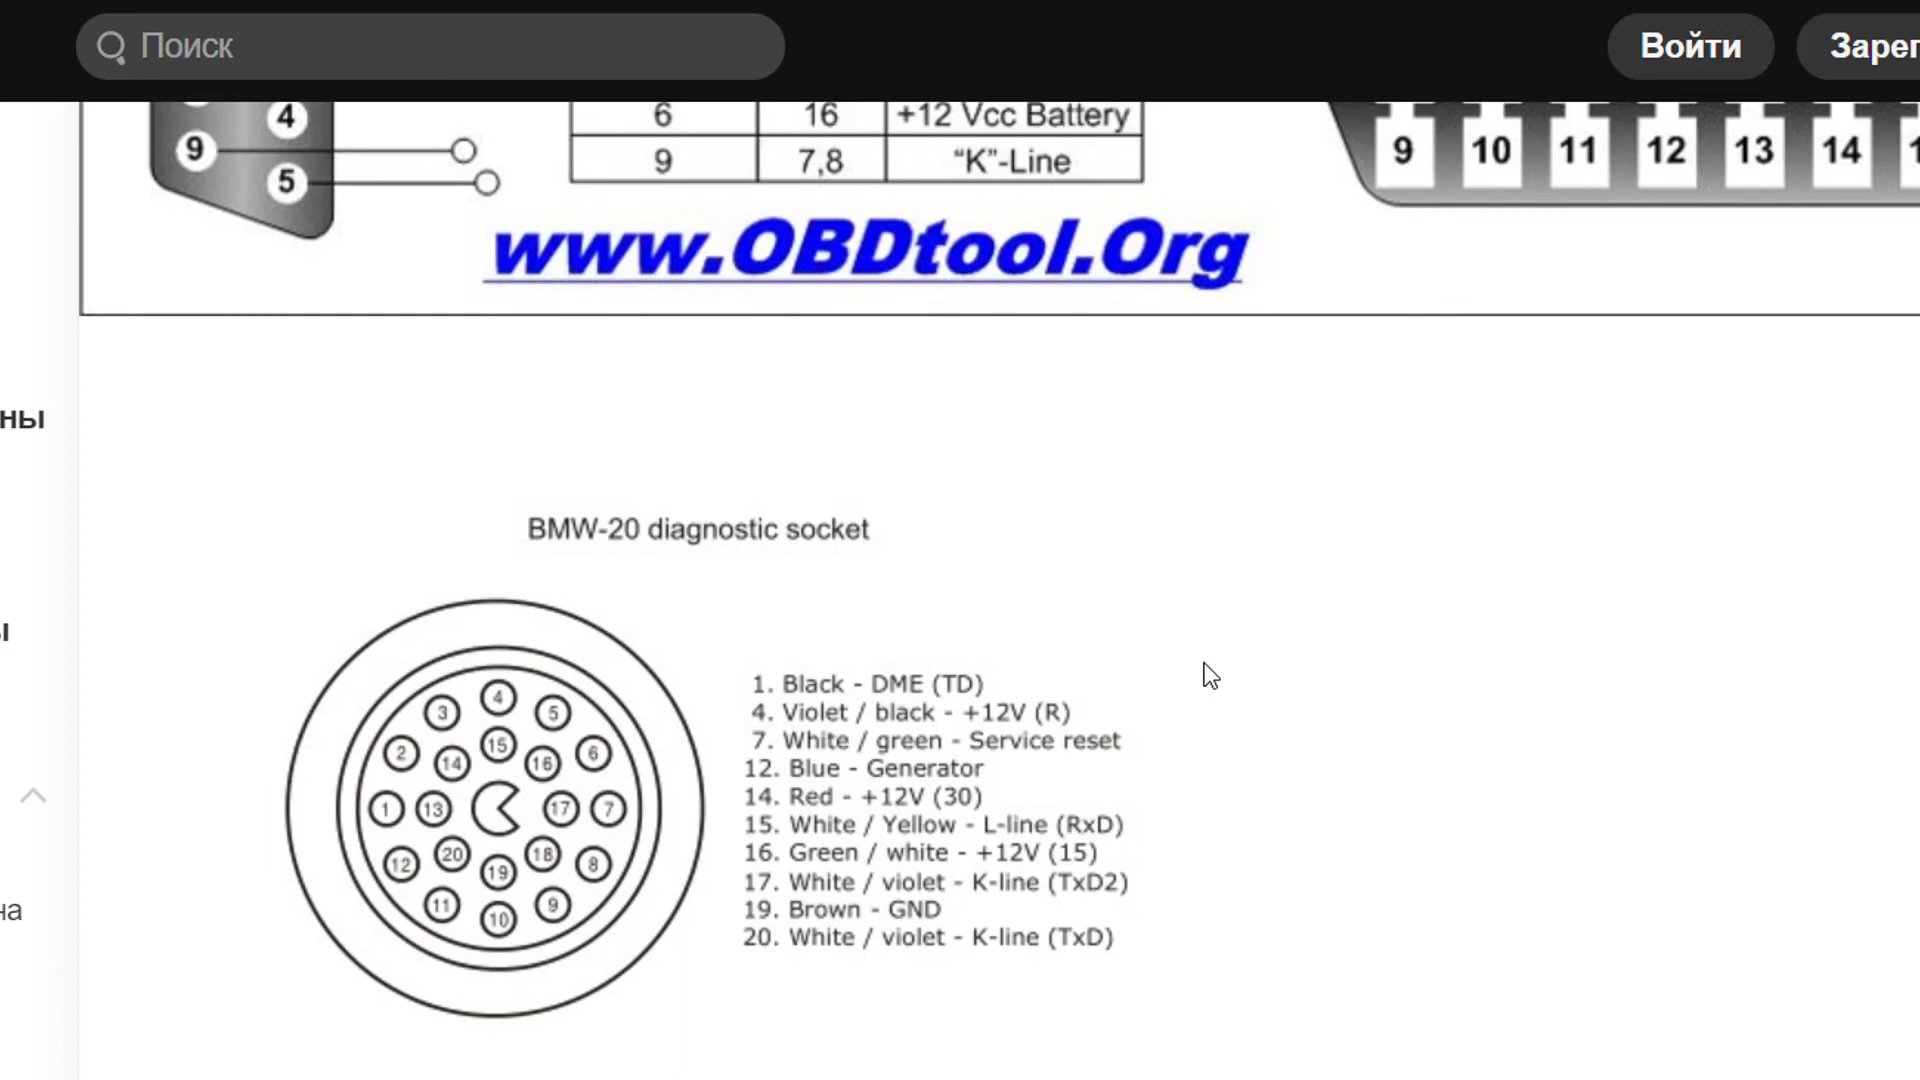 Поиск
Войти
Заре
4
9
5
6 16 +12 Vcc Battery
9 7,8 “K”-Line
9 10 11 12 13 14
www.OBDtool.Org
ны
ы
на
BMW-20 diagnostic socket
4
3 5
15
2 14 16 6
1 13 17 7
12 20 18 8
19
11 9
10
1. Black - DME (TD)
4. Violet / black - +12V (R)
7. White / green - Service reset
12. Blue - Generator
14. Red - +12V (30)
15. White / Yellow - L-line (RxD)
16. Green / white - +12V (15)
17. White / violet - K-line (TxD2)
19. Brown - GND
20. White / violet - K-line (TxD)